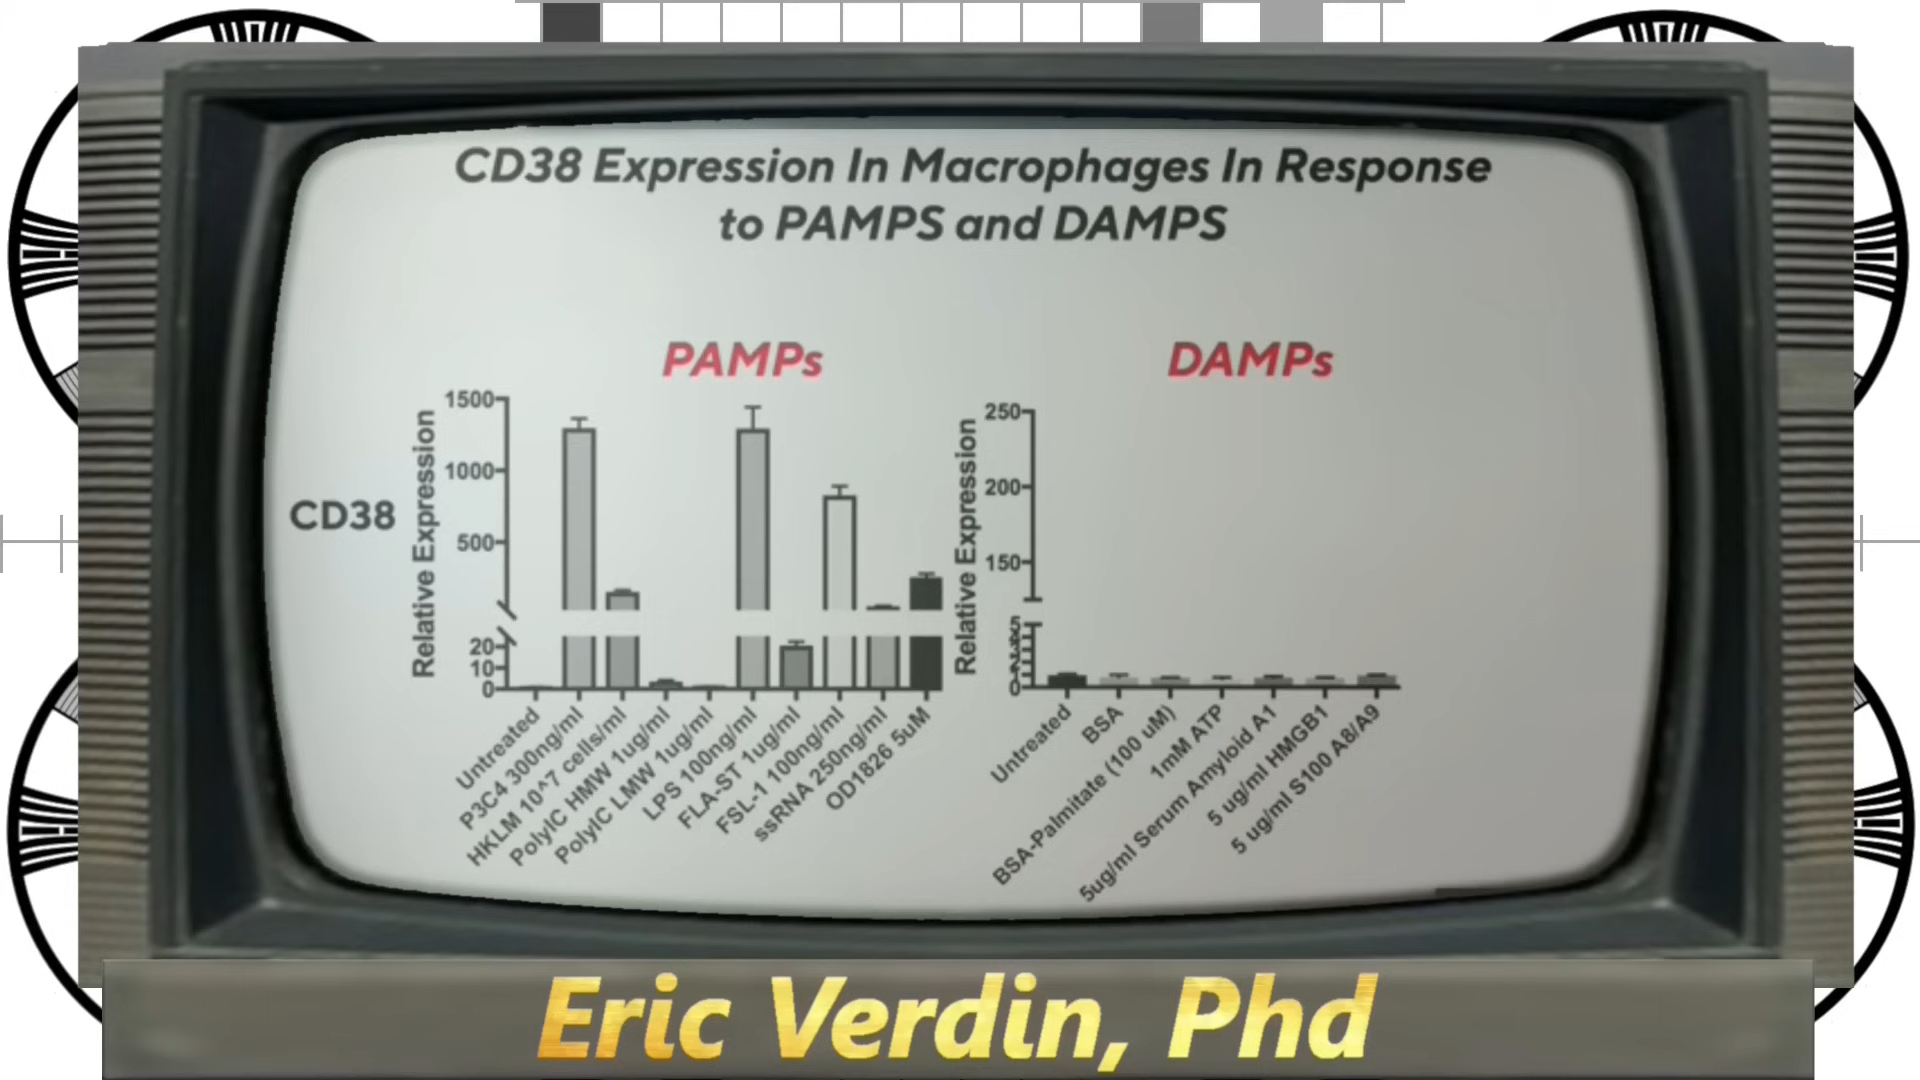 CD38 Expression In Macrophages In Response
to PAMPS and DAMPS
PAMPs
DAMPs
CD38
Relative Expression
1500
1000
500
20
10
0
Untreated
P3C4 300ng/ml
HKLM 10^7 cells/ml
PolyIC HMW 1ug/ml
PolyIC LMW 1ug/ml
LPS 100ng/ml
FLA-ST 1ug/ml
FSL-1 100ng/ml
ssRNA 250ng/ml
OD1826 5uM
Relative Expression
250
200
150
5
0
Untreated
BSA
BSA-Palmitate (100 uM)
1mM ATP
5ug/ml Serum Amyloid A1
5 ug/ml HMGB1
5 ug/ml S100 A8/A9
Eric Verdin, Phd